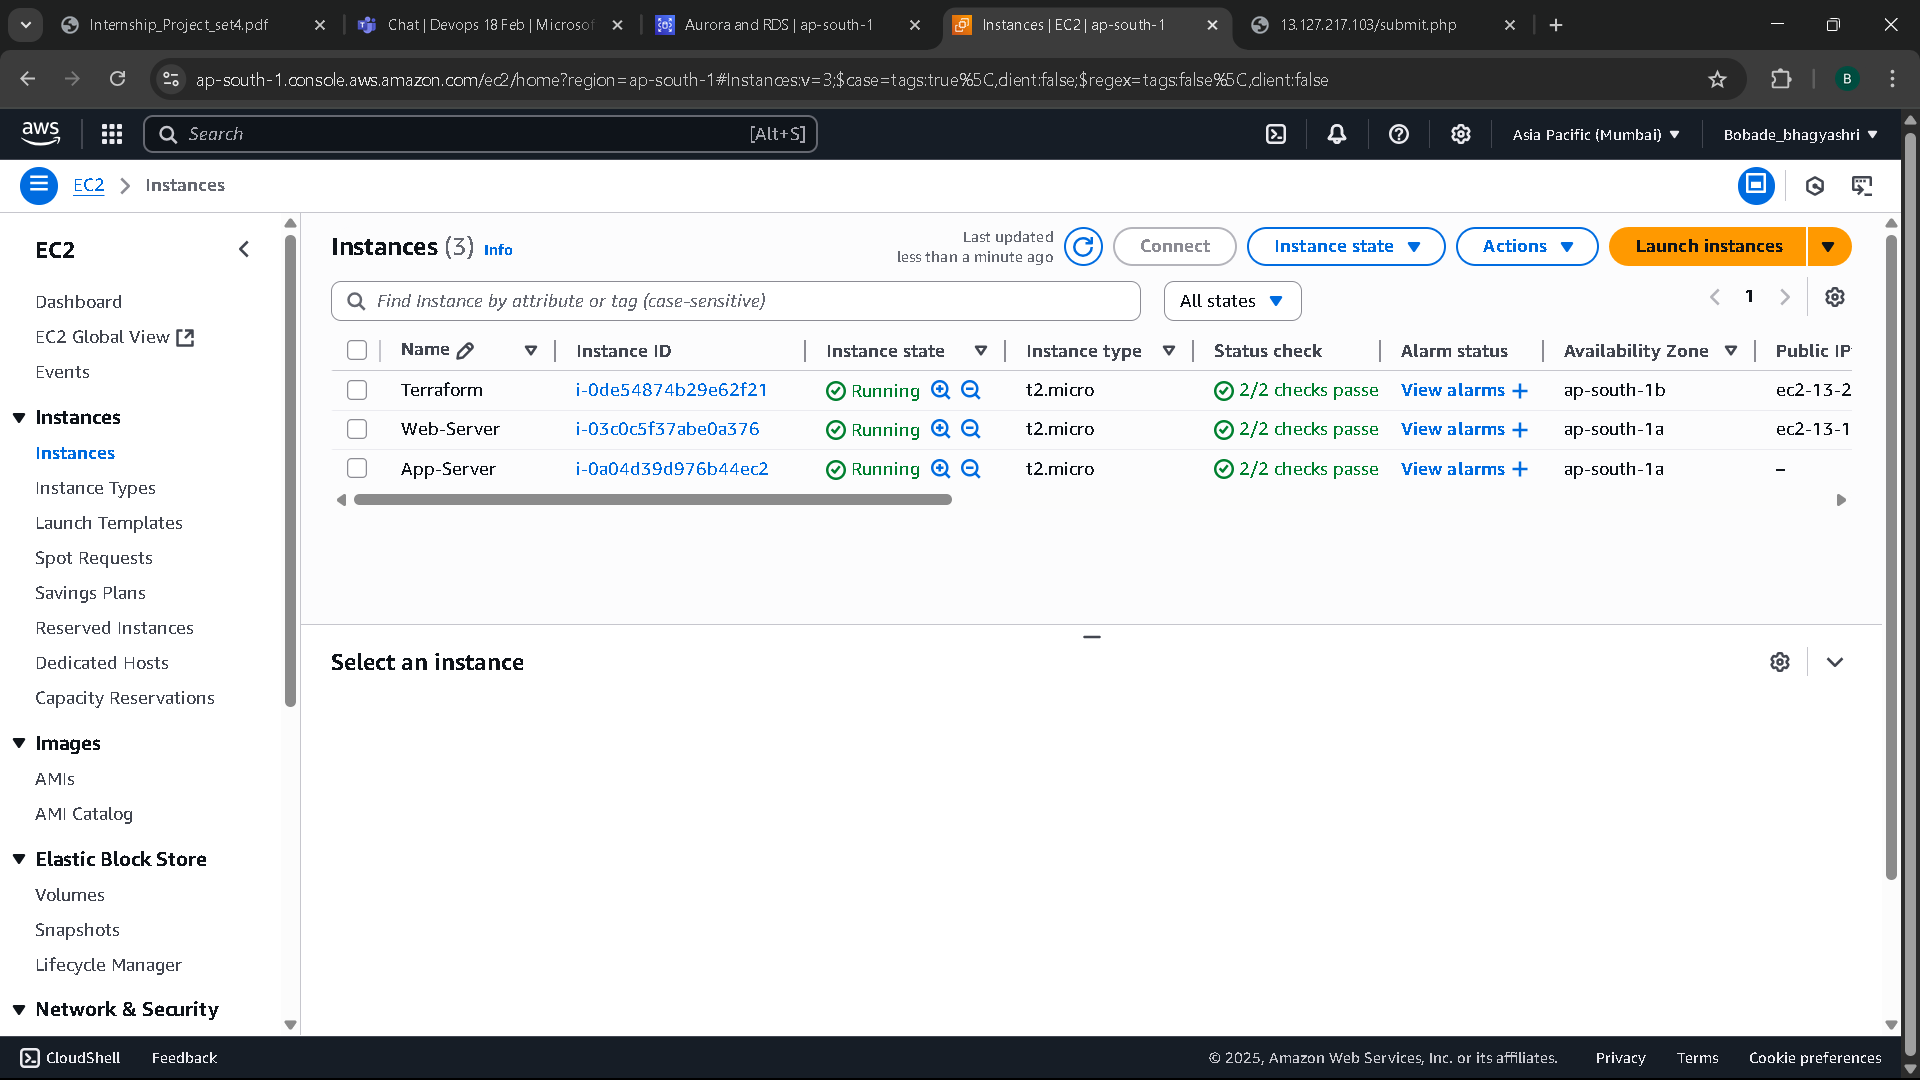 Internship_Project_set4.pdf
Chat | Devops 18 Feb | Microsof
Aurora and RDS | ap-south-1
Instances | EC2 | ap-south-1
13.127.217.103/submit.php
ap-south-1.console.aws.amazon.com/ec2/home?region=ap-south-1#Instances:v=3;$case=tags:true%5C,client:false;$regex=tags:false%5C,client:false
B
aws
Search
[Alt+S]
Asia Pacific (Mumbai)
Bobade_bhagyashri
EC2
Instances
EC2
Dashboard
EC2 Global View
Events
Instances
Instances
Instance Types
Launch Templates
Spot Requests
Savings Plans
Reserved Instances
Dedicated Hosts
Capacity Reservations
Images
AMIs
AMI Catalog
Elastic Block Store
Volumes
Snapshots
Lifecycle Manager
Network & Security
Instances (3) Info
Last updated
less than a minute ago
Connect
Instance state
Actions
Launch instances
Find Instance by attribute or tag (case-sensitive)
All states
1
Name Instance ID Instance state Instance type Status check Alarm status Availability Zone Public IP
Terraform i-0de54874b29e62f21 Running t2.micro 2/2 checks passe View alarms + ap-south-1b ec2-13-2
Web-Server i-03c0c5f37abe0a376 Running t2.micro 2/2 checks passe View alarms + ap-south-1a ec2-13-1
App-Server i-0a04d39d976b44ec2 Running t2.micro 2/2 checks passe View alarms + ap-south-1a –
Select an instance
CloudShell
Feedback
© 2025, Amazon Web Services, Inc. or its affiliates.
Privacy
Terms
Cookie preferences